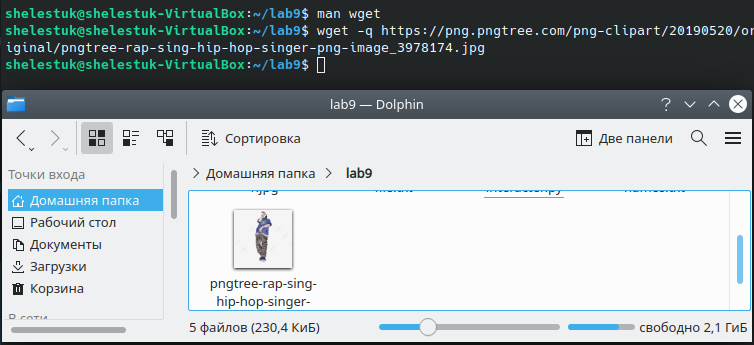 shelestuk@shelestuk-VirtualBox:~/lab9$ man wget
shelestuk@shelestuk-VirtualBox:~/lab9$ wget -q https://png.pngtree.com/png-clipart/20190520/or
iginal/pngtree-rap-sing-hip-hop-singer-png-image_3978174.jpg
shelestuk@shelestuk-VirtualBox:~/lab9$
lab9 — Dolphin
Сортировка
Две панели
Точки входа
Домашняя папка
Рабочий стол
Документы
Загрузки
Корзина
В сети
Домашняя папка > lab9
pngtree-rap-sing-
hip-hop-singer-
5 файлов (230,4 КиБ)
свободно 2,1 ГиБ